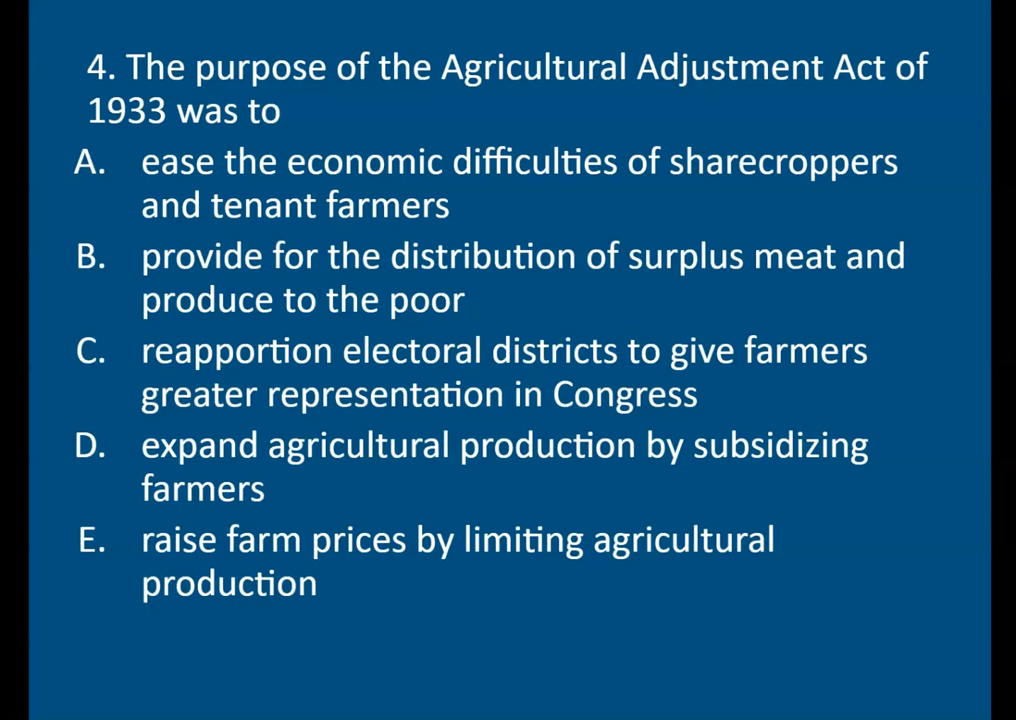 4. The purpose of the Agricultural Adjustment Act of
1933 was to
A. ease the economic difficulties of sharecroppers
and tenant farmers
B. provide for the distribution of surplus meat and
produce to the poor
C. reapportion electoral districts to give farmers
greater representation in Congress
D. expand agricultural production by subsidizing
farmers
E. raise farm prices by limiting agricultural
production